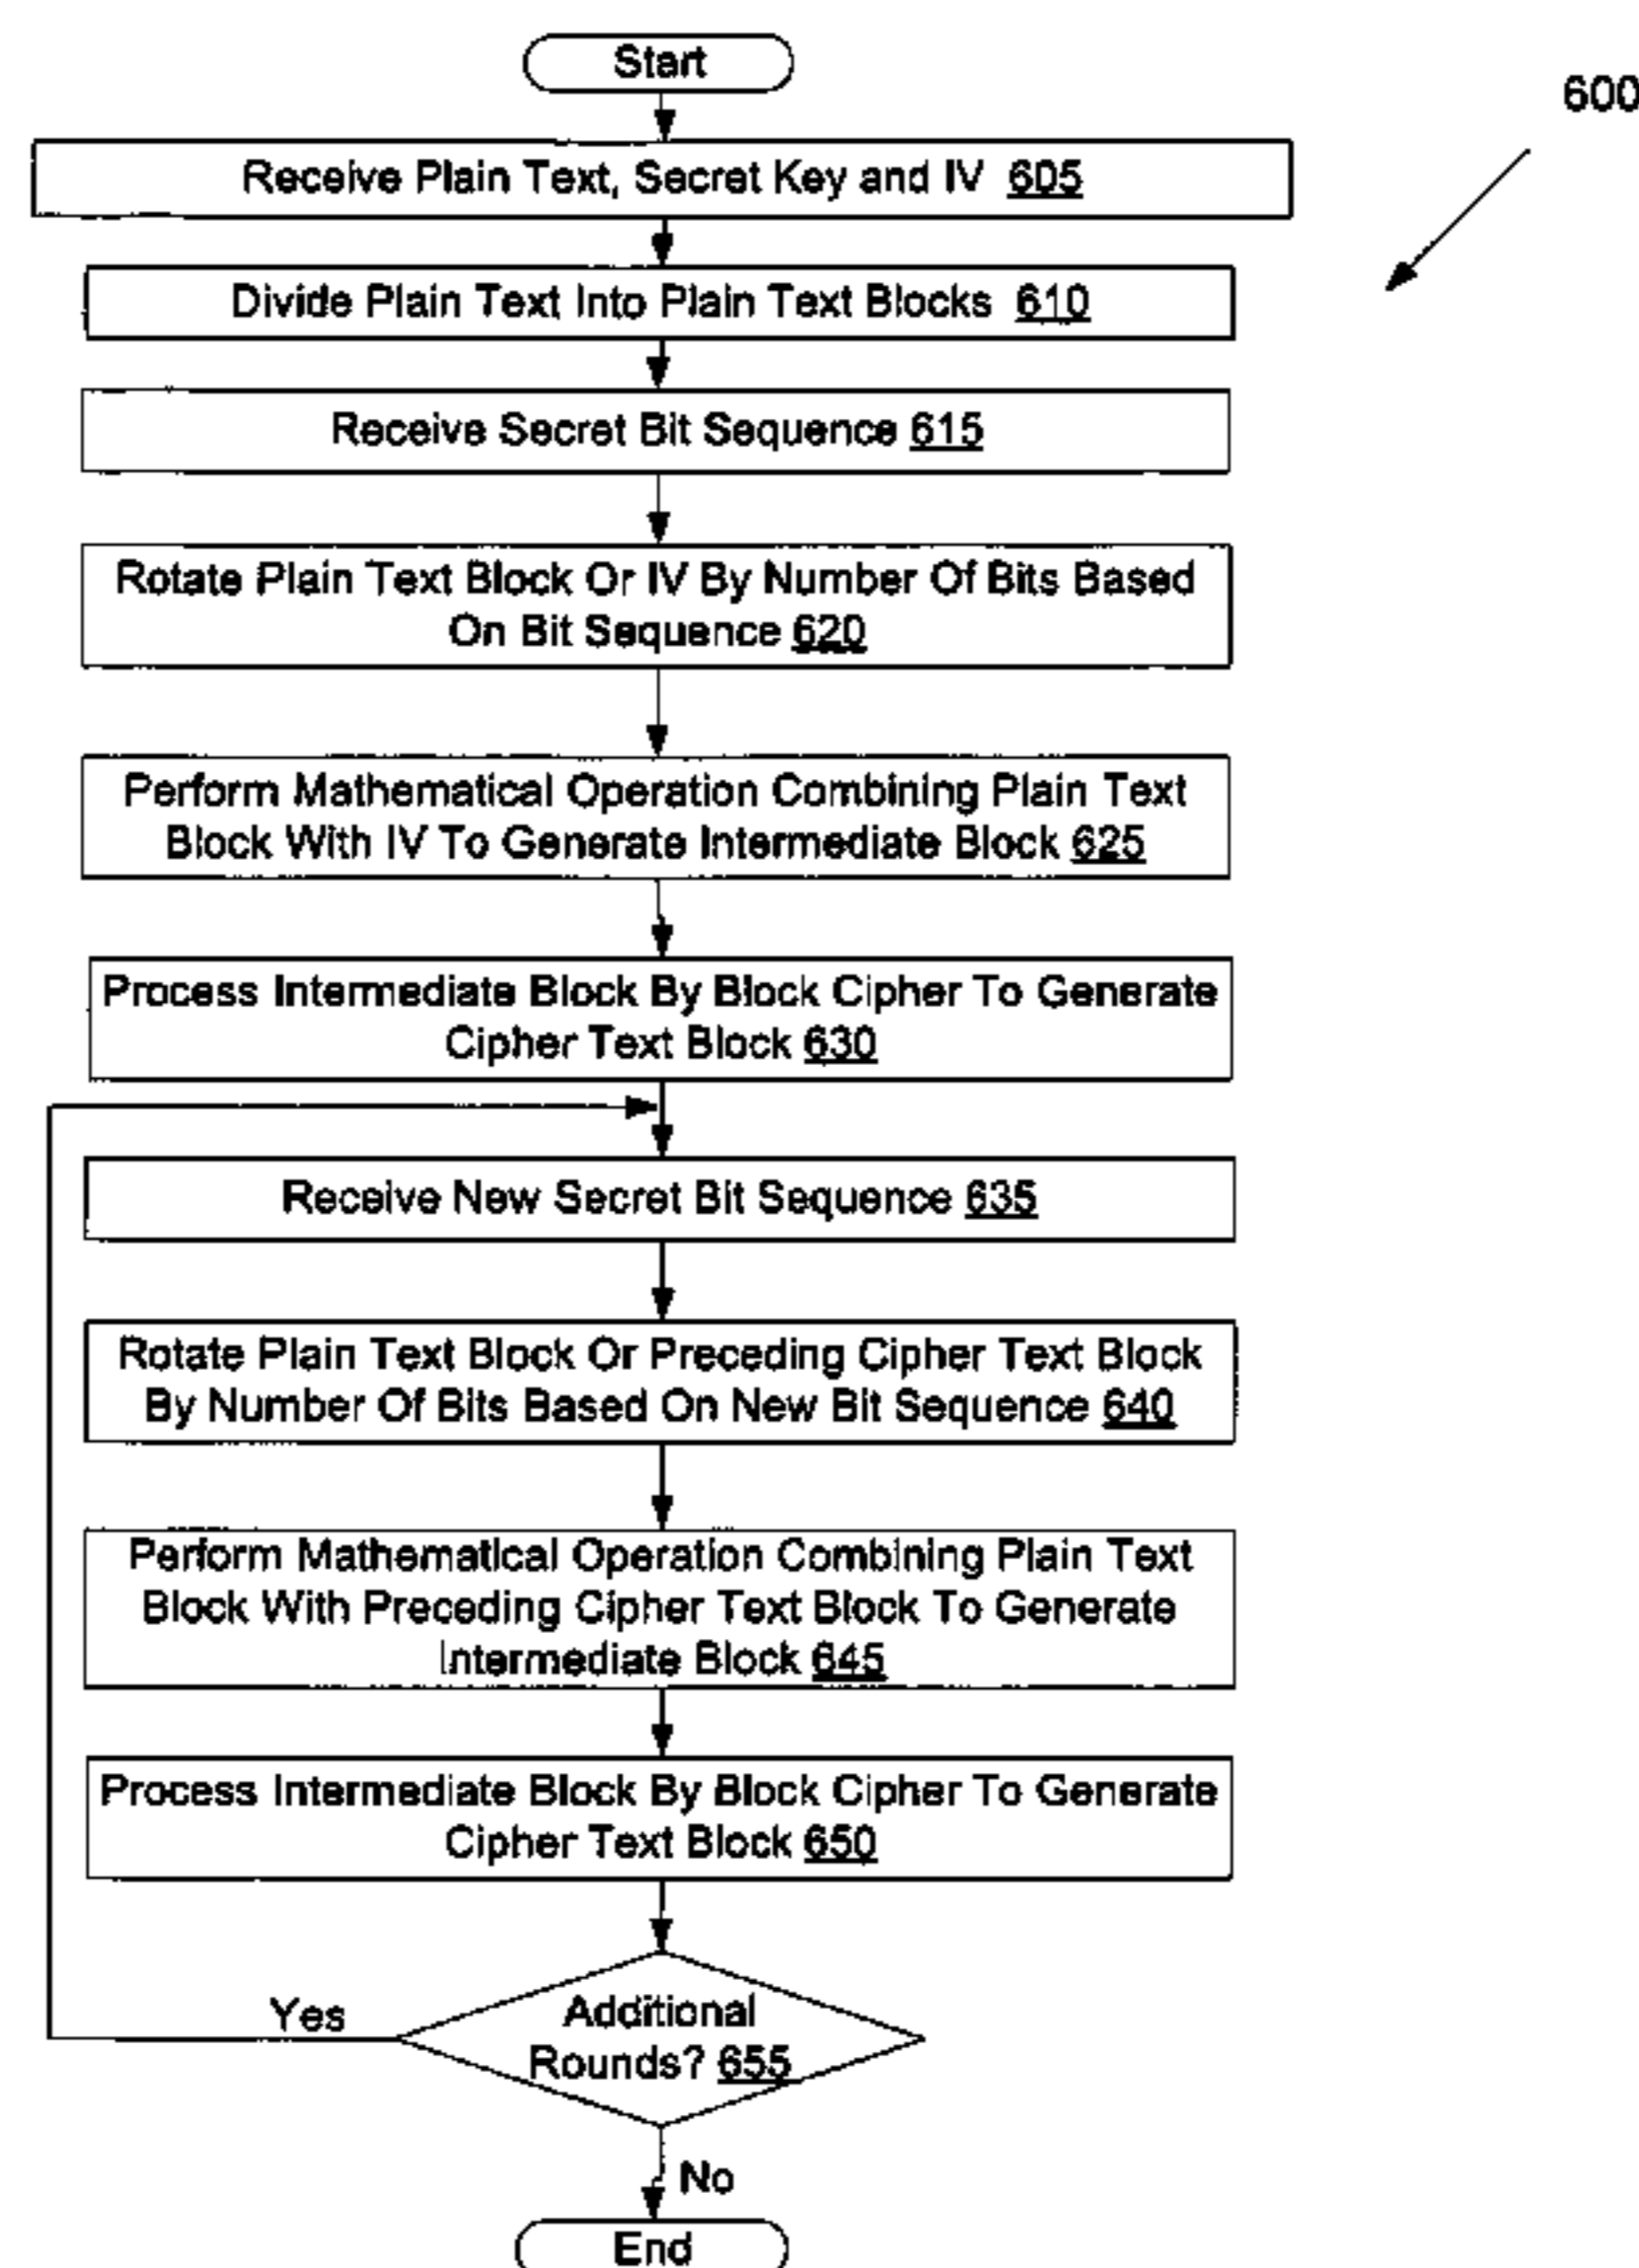 Start
600
Receive Plain Text, Secret Key and IV 605
Divide Plain Text Into Plain Text Blocks 610
Receive Secret Bit Sequence 615
Rotate Plain Text Block Or IV By Number Of Bits Based
On Bit Sequence 620
Perform Mathematical Operation Combining Plain Text
Block With IV To Generate Intermediate Block 625
Process Intermediate Block By Block Cipher To Generate
Cipher Text Block 630
Receive New Secret Bit Sequence 635
Rotate Plain Text Block Or Preceding Cipher Text Block
By Number Of Bits Based On New Bit Sequence 640
Perform Mathematical Operation Combining Plain Text
Block With Preceding Cipher Text Block To Generate
Intermediate Block 645
Process Intermediate Block By Block Cipher To Generate
Cipher Text Block 650
Yes
Additional
Rounds? 655
No
End